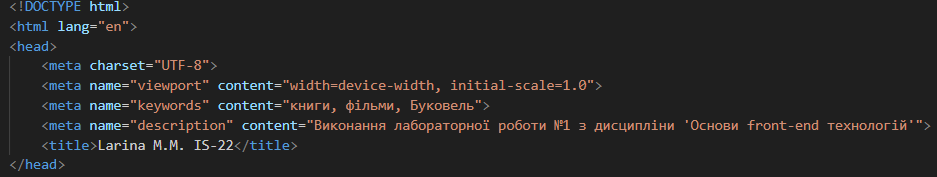 <!DOCTYPE html>
<html lang="en">
<head>
    <meta charset="UTF-8">
    <meta name="viewport" content="width=device-width, initial-scale=1.0">
    <meta name="keywords" content="книги, фільми, Буковель">
    <meta name="description" content="Виконання лабораторної роботи №1 з дисципліни 'Основи front-end технологій'">
    <title>Larina M.M. IS-22</title>
</head>